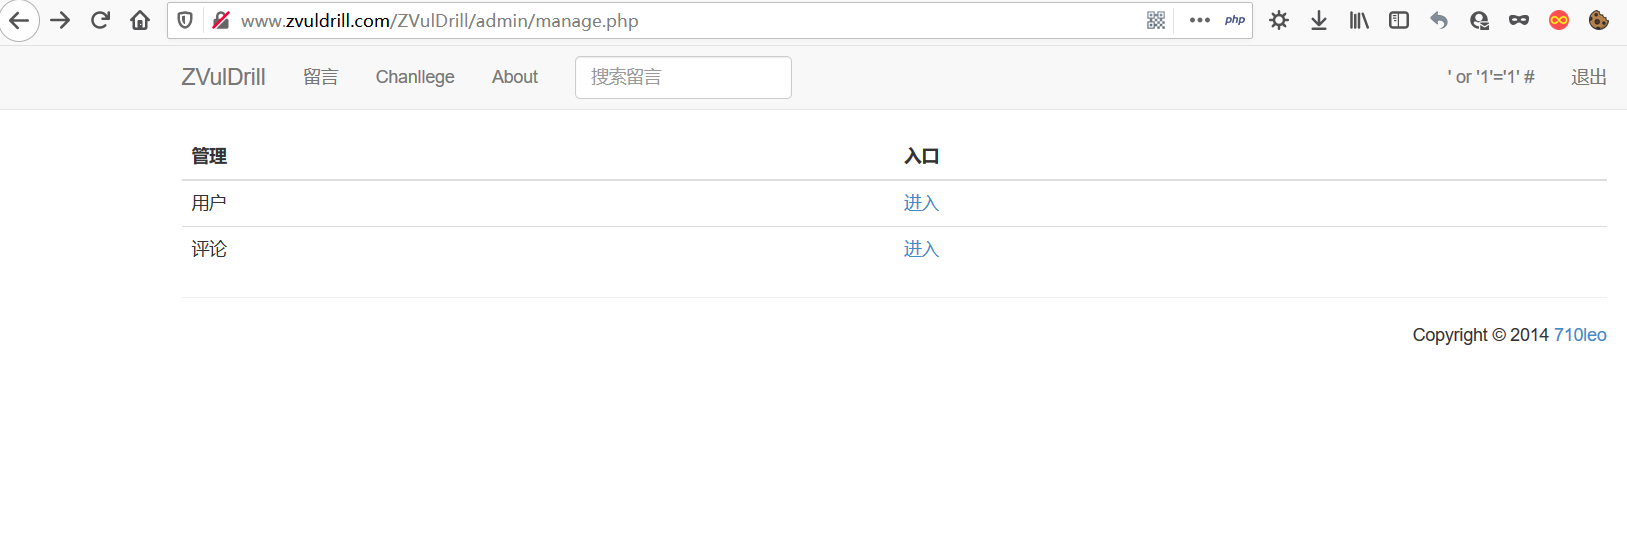 www.zvuldrill.com/ZVulDrill/admin/manage.php php
ZVulDrill 留言 Chanllege About 搜索留言 ' or '1'='1' # 退出
管理 入口
用户 进入
评论 进入
Copyright © 2014 710leo